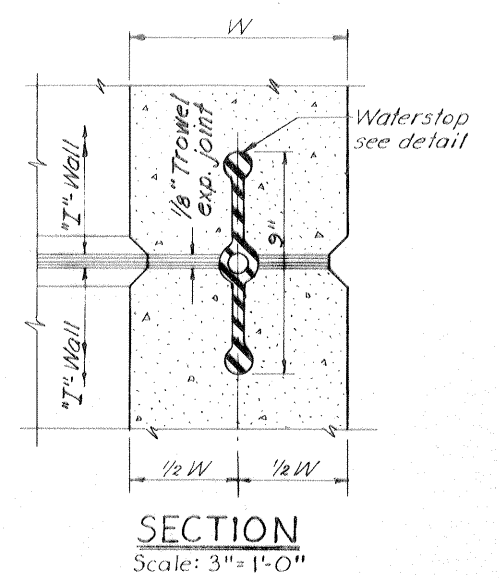 W
Waterstop
see detail
"I"-Wall
1/8" Trowel
exp. joint
9"
"I"-Wall
1/2 W
1/2 W
SECTION
Scale: 3"= 1'-0"